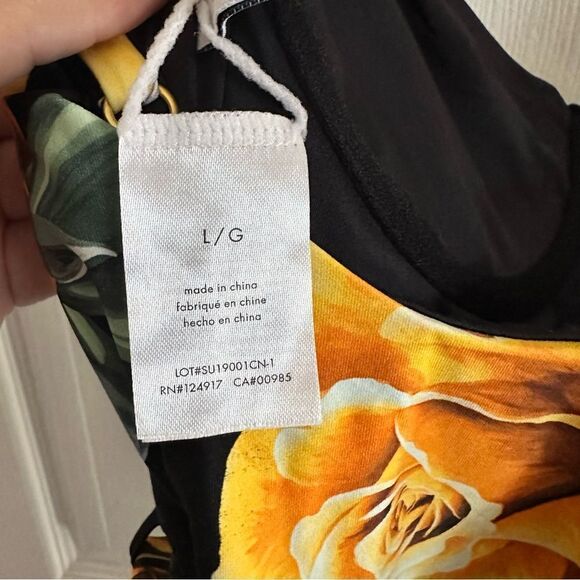 L/G
made in china
fabriqué en chine
hecho en china
LOT#SU19001CN-1
RN#124917 CA#00985